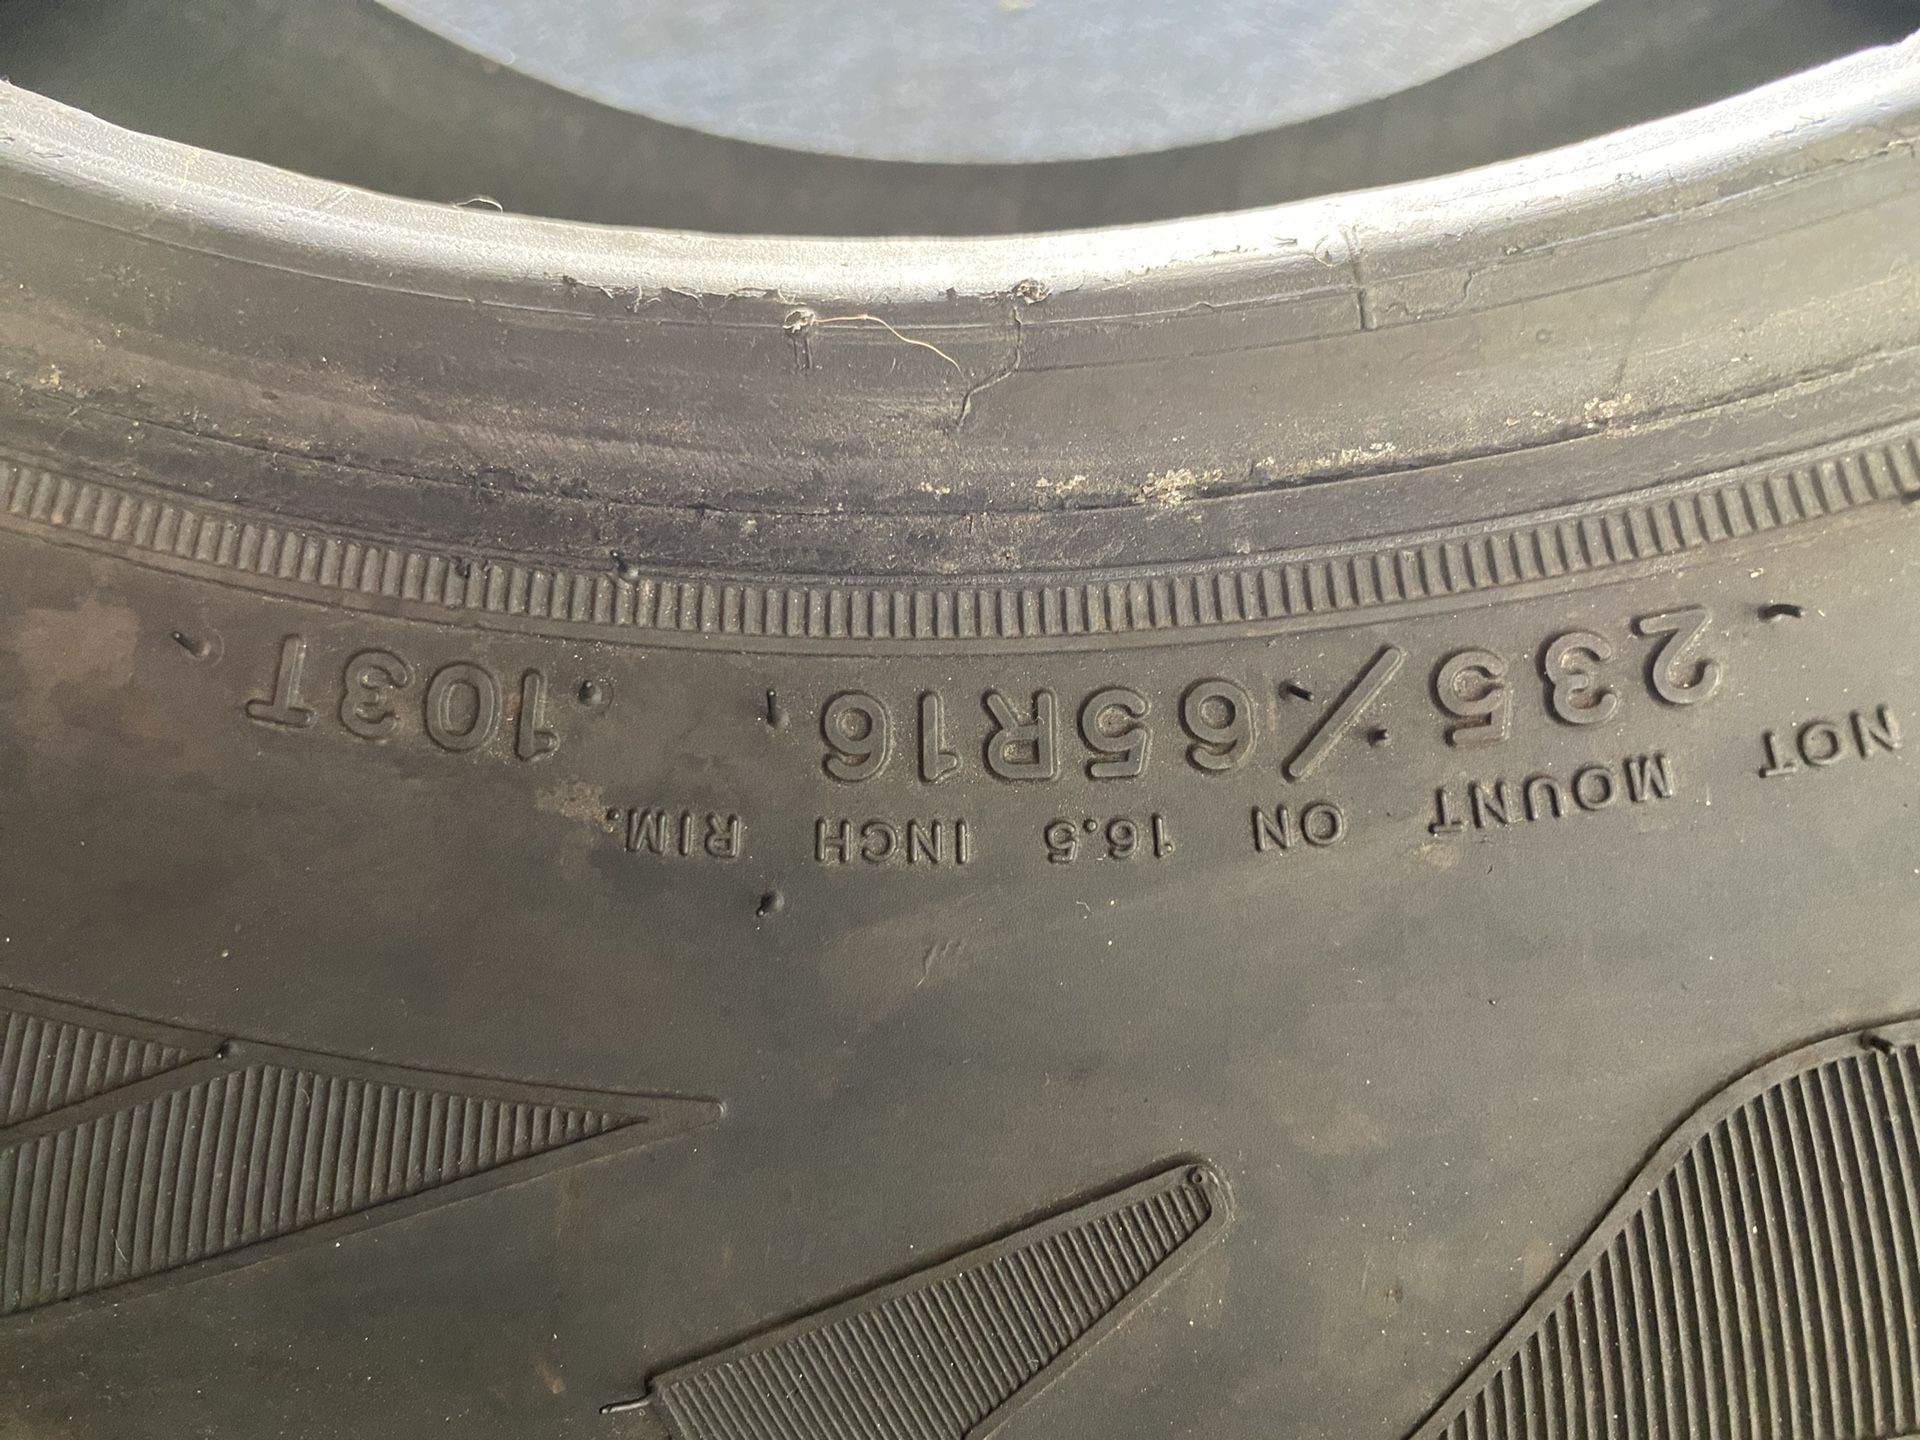 NOT MOUNT ON 16.5 INCH RIM.
235/65R16 103T